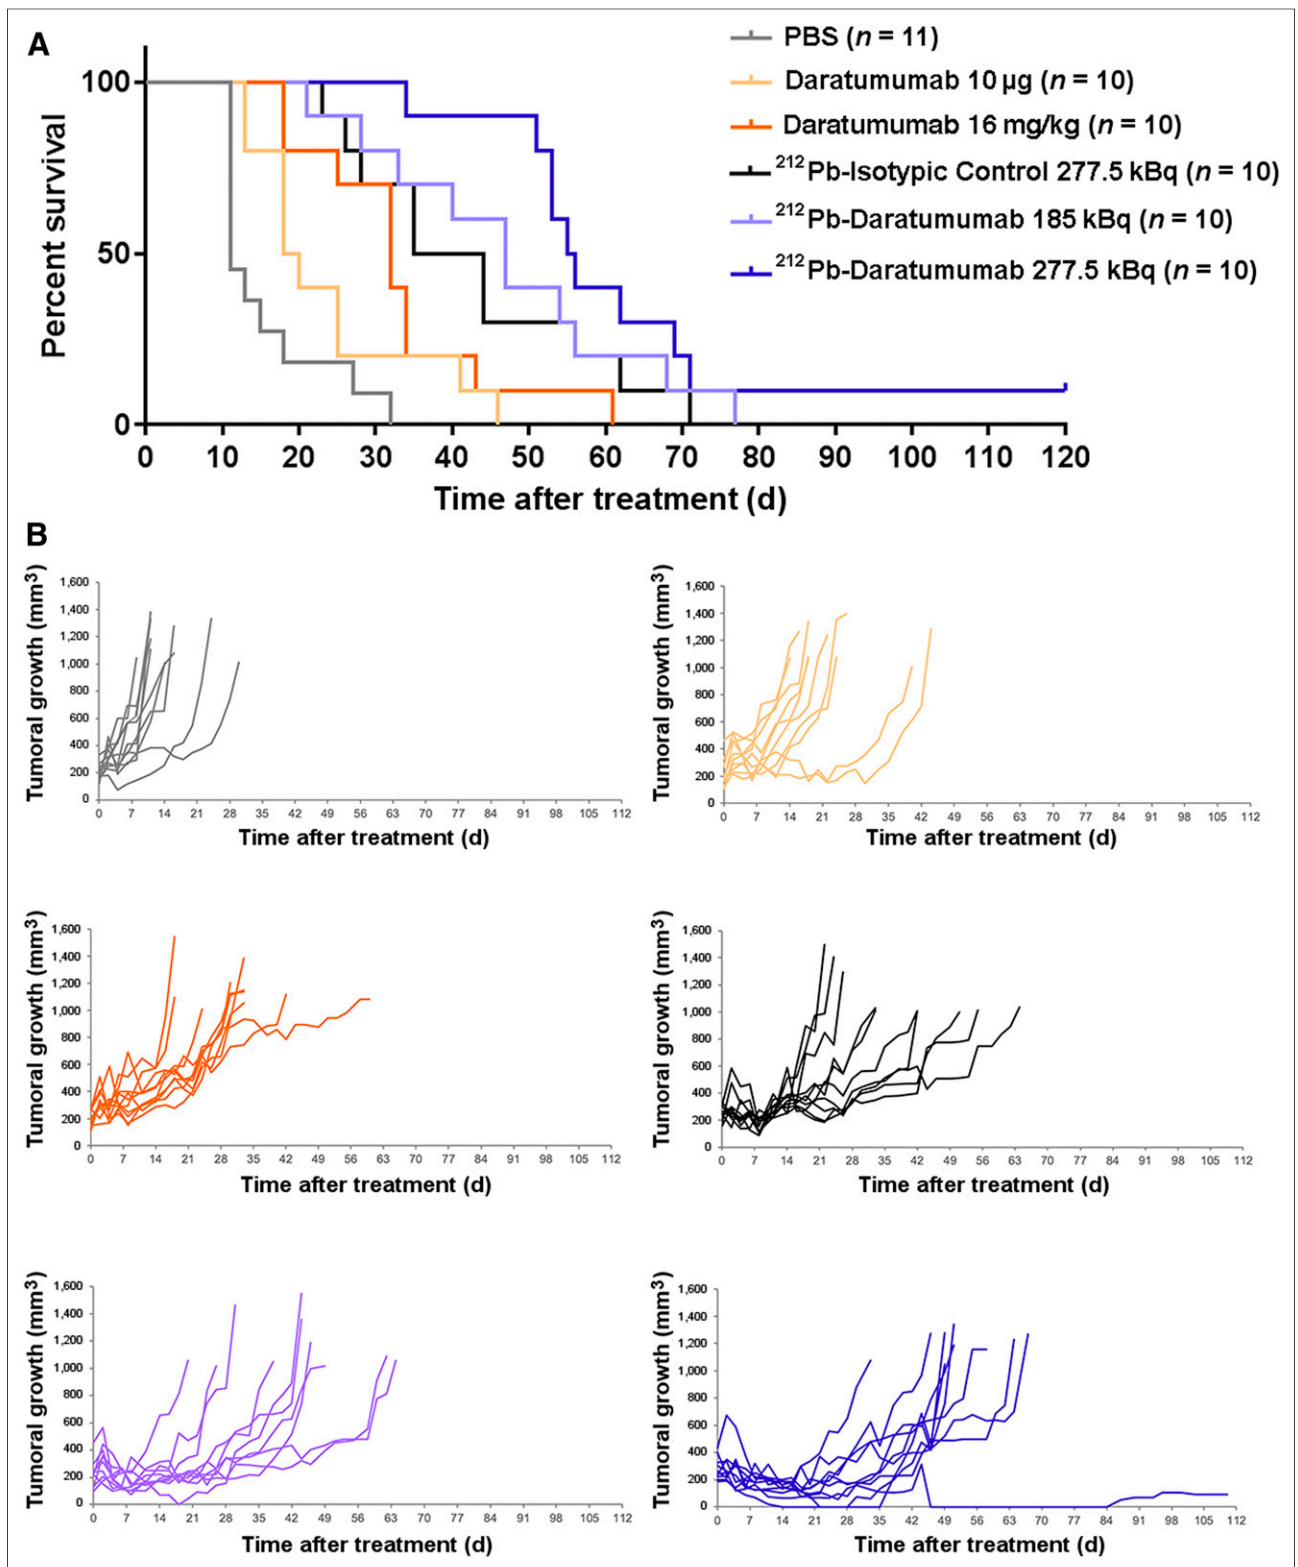 A
PBS (n = 11)
Daratumumab 10 µg (n = 10)
Daratumumab 16 mg/kg (n = 10)
²¹²Pb-Isotypic Control 277.5 kBq (n = 10)
²¹²Pb-Daratumumab 185 kBq (n = 10)
²¹²Pb-Daratumumab 277.5 kBq (n = 10)
Percent survival
100
50
0
0 10 20 30 40 50 60 70 80 90 100 110 120
Time after treatment (d)
B
Tumoral growth (mm³)
1,600
1,400
1,200
1,000
800
600
400
200
0
0 7 14 21 28 35 42 49 56 63 70 77 84 91 98 105 112
Time after treatment (d)
Tumoral growth (mm³)
1,600
1,400
1,200
1,000
800
600
400
200
0
0 7 14 21 28 35 42 49 56 63 70 77 84 91 98 105 112
Time after treatment (d)
Tumoral growth (mm³)
1,600
1,400
1,200
1,000
800
600
400
200
0
0 7 14 21 28 35 42 49 56 63 70 77 84 91 98 105 112
Time after treatment (d)
Tumoral growth (mm³)
1,600
1,400
1,200
1,000
800
600
400
200
0
0 7 14 21 28 35 42 49 56 63 70 77 84 91 98 105 112
Time after treatment (d)
Tumoral growth (mm³)
1,600
1,400
1,200
1,000
800
600
400
200
0
0 7 14 21 28 35 42 49 56 63 70 77 84 91 98 105 112
Time after treatment (d)
Tumoral growth (mm³)
1,600
1,400
1,200
1,000
800
600
400
200
0
0 7 14 21 28 35 42 49 56 63 70 77 84 91 98 105 112
Time after treatment (d)